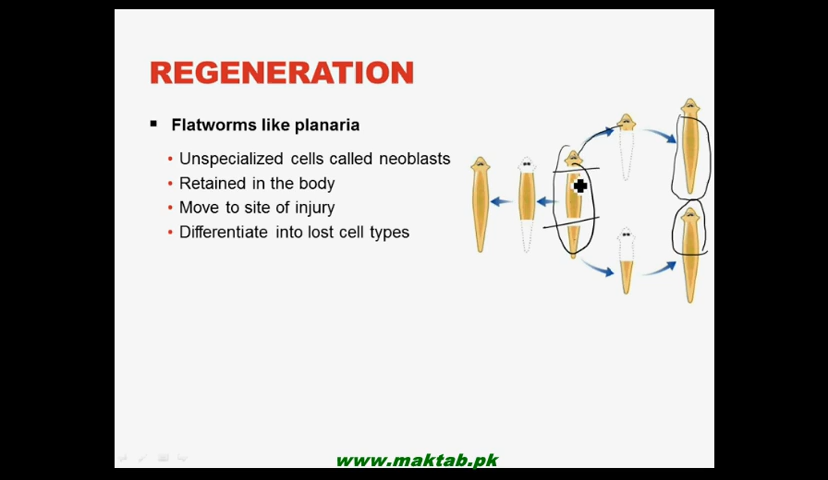 REGENERATION
▪ Flatworms like planaria
• Unspecialized cells called neoblasts
• Retained in the body
• Move to site of injury
• Differentiate into lost cell types
www.maktab.pk